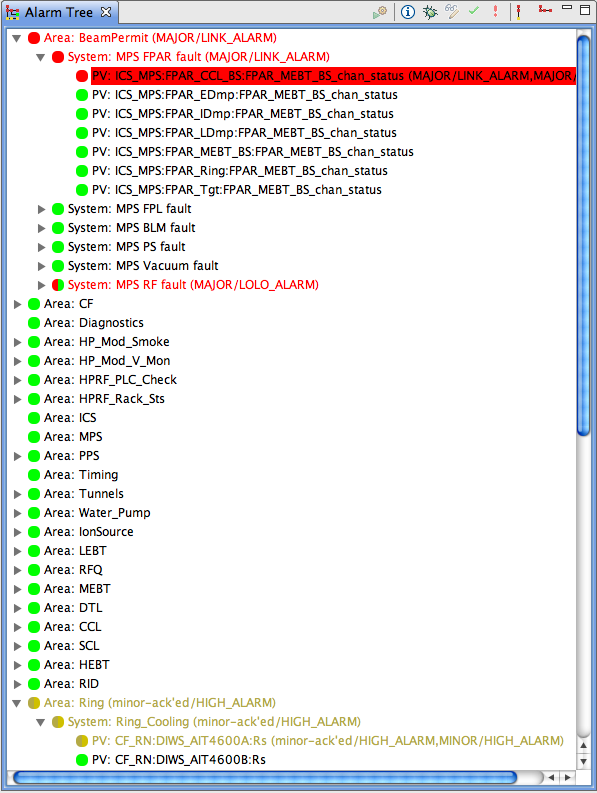 Alarm Tree
Area: BeamPermit (MAJOR/LINK_ALARM)
System: MPS FPAR fault (MAJOR/LINK_ALARM)
PV: ICS_MPS:FPAR_CCL_BS:FPAR_MEBT_BS_chan_status (MAJOR/LINK_ALARM,MAJOR/
PV: ICS_MPS:FPAR_EDmp:FPAR_MEBT_BS_chan_status
PV: ICS_MPS:FPAR_IDmp:FPAR_MEBT_BS_chan_status
PV: ICS_MPS:FPAR_LDmp:FPAR_MEBT_BS_chan_status
PV: ICS_MPS:FPAR_MEBT_BS:FPAR_MEBT_BS_chan_status
PV: ICS_MPS:FPAR_Ring:FPAR_MEBT_BS_chan_status
PV: ICS_MPS:FPAR_Tgt:FPAR_MEBT_BS_chan_status
System: MPS FPL fault
System: MPS BLM fault
System: MPS PS fault
System: MPS Vacuum fault
System: MPS RF fault (MAJOR/LOLO_ALARM)
Area: CF
Area: Diagnostics
Area: HP_Mod_Smoke
Area: HP_Mod_V_Mon
Area: HPRF_PLC_Check
Area: HPRF_Rack_Sts
Area: ICS
Area: MPS
Area: PPS
Area: Timing
Area: Tunnels
Area: Water_Pump
Area: IonSource
Area: LEBT
Area: RFQ
Area: MEBT
Area: DTL
Area: CCL
Area: SCL
Area: HEBT
Area: RID
Area: Ring (minor-ack'ed/HIGH_ALARM)
System: Ring_Cooling (minor-ack'ed/HIGH_ALARM)
PV: CF_RN:DIWS_AIT4600A:Rs (minor-ack'ed/HIGH_ALARM,MINOR/HIGH_ALARM)
PV: CF_RN:DIWS_AIT4600B:Rs